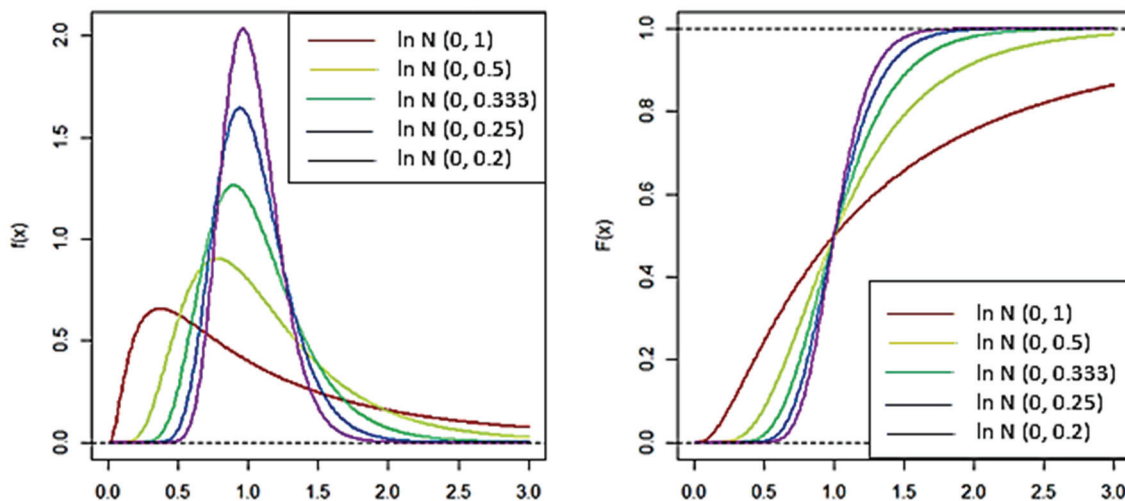 2.0
1.5
1.0
0.5
0.0
f(x)
ln N (0, 1)
ln N (0, 0.5)
ln N (0, 0.333)
ln N (0, 0.25)
ln N (0, 0.2)
0.0 0.5 1.0 1.5 2.0 2.5 3.0
1.0
0.8
0.6
0.4
0.2
0.0
F(x)
ln N (0, 1)
ln N (0, 0.5)
ln N (0, 0.333)
ln N (0, 0.25)
ln N (0, 0.2)
0.0 0.5 1.0 1.5 2.0 2.5 3.0